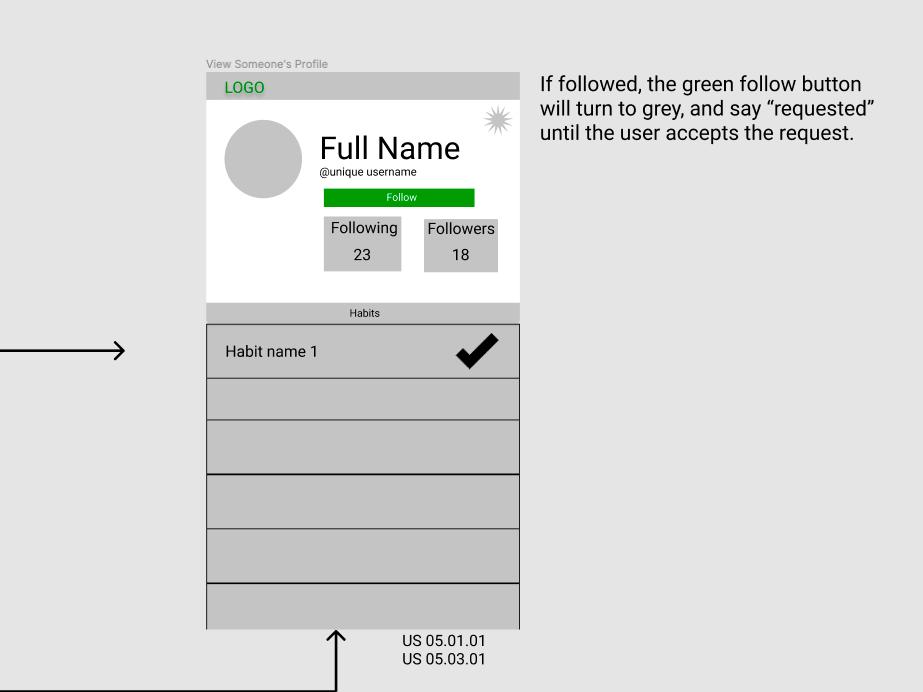 View Someone's Profile
LOGO
Full Name
@unique username
Follow
Following
23
Followers
18
Habits
Habit name 1
If followed, the green follow button
will turn to grey, and say “requested”
until the user accepts the request.
US 05.01.01
US 05.03.01